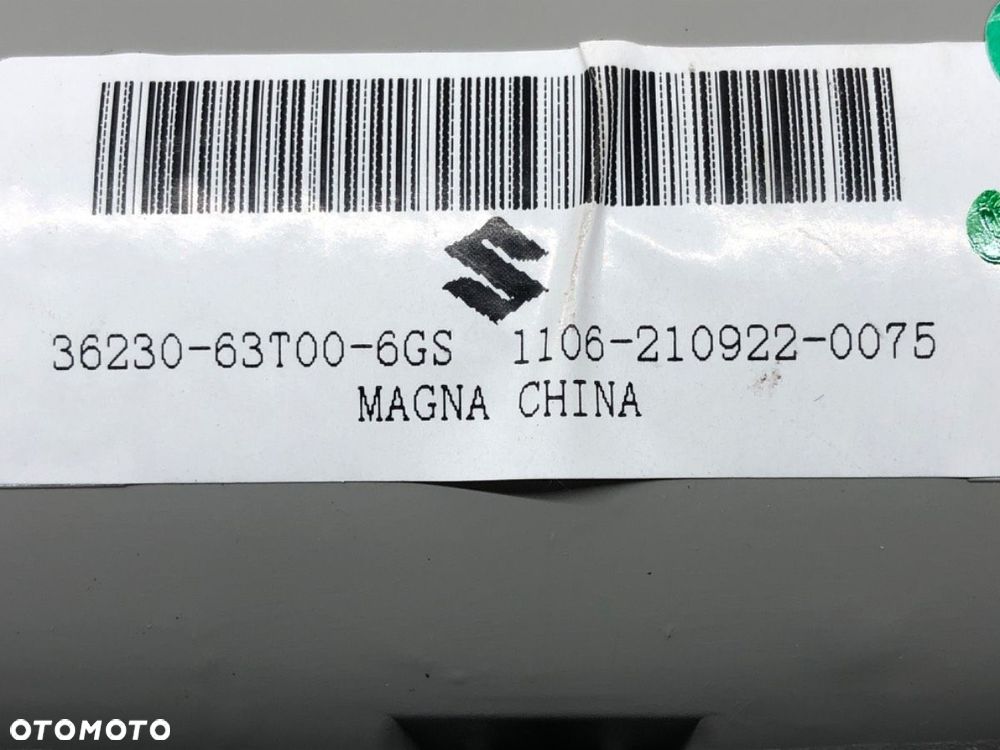 36230-63T00-6GS 1106-210922-0075
MAGNA CHINA
OTOMOTO